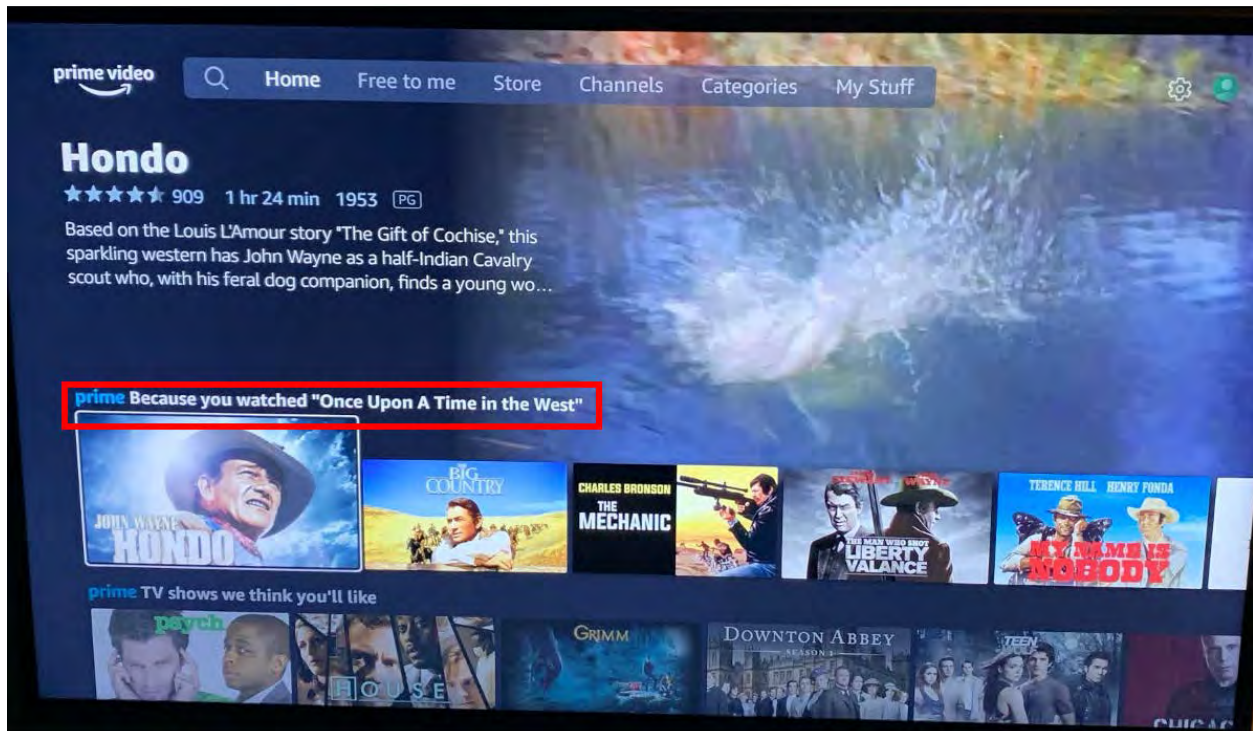 prime video
Home Free to me Store Channels Categories My Stuff
Hondo
909 1 hr 24 min 1953 PG
Based on the Louis L'Amour story "The Gift of Cochise," this
sparkling western has John Wayne as a half-Indian Cavalry
scout who, with his feral dog companion, finds a young wo...
prime Because you watched "Once Upon A Time in the West"
JOHN WAYNE
HONDO
THE BIG
COUNTRY
CHARLES BRONSON
THE
MECHANIC
THE MAN WHO SHOT
LIBERTY
VALANCE
TERENCE HILL HENRY FONDA
MY NAME IS
NOBODY
prime TV shows we think you'll like
psych
HOUSE
GRIMM
DOWNTON ABBEY
SEASON 1
TEEN